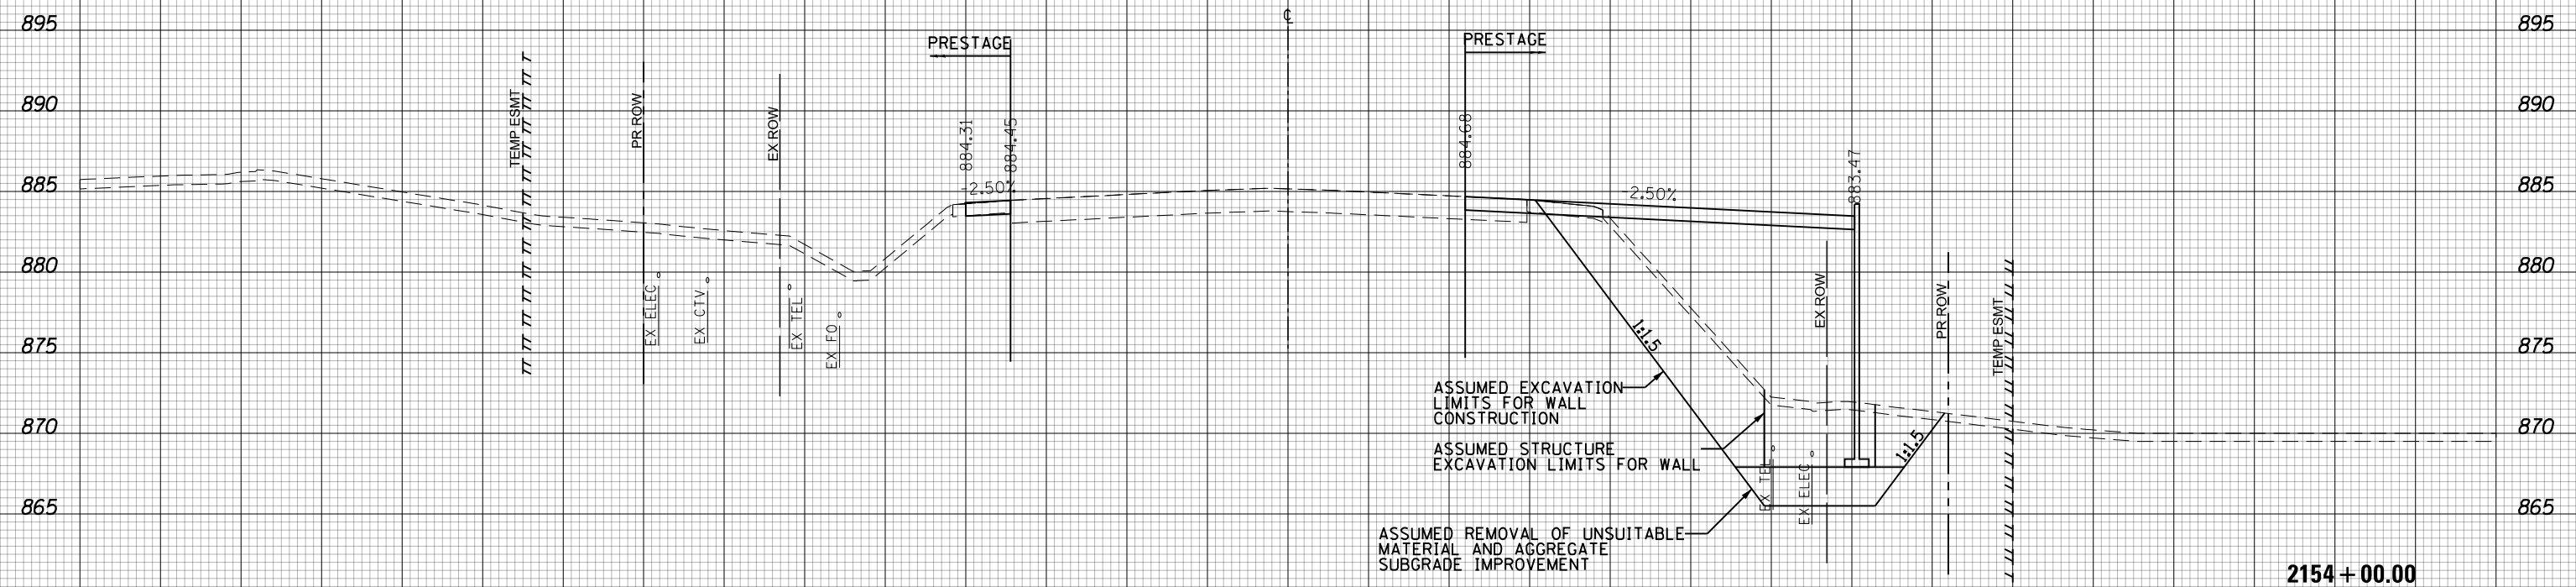 ℄
895
895
PRESTAGE
PRESTAGE
890
890
TEMP ESMT
PR ROW
EX ROW
884.31
884.45
884.68
883.47
885
885
-2.50%
-2.50%
880
880
EX ELEC
EX CTV
EX TEL
EX FO
EX ROW
PR ROW
TEMP ESMT
875
875
1:1.5
ASSUMED EXCAVATION
LIMITS FOR WALL
CONSTRUCTION
870
870
ASSUMED STRUCTURE
EXCAVATION LIMITS FOR WALL
1:1.5
EX TEL
EX ELEC
865
865
ASSUMED REMOVAL OF UNSUITABLE
MATERIAL AND AGGREGATE
SUBGRADE IMPROVEMENT
2154+00.00